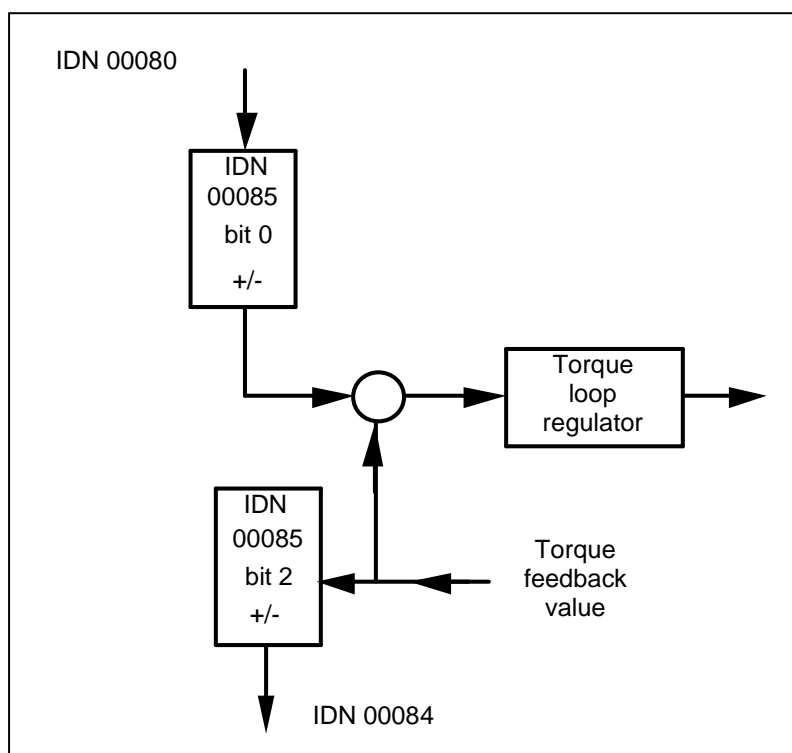 IDN 00080
IDN
00085
bit 0
+/-
Torque
loop
regulator
IDN
00085
bit 2
+/-
Torque
feedback
value
IDN 00084